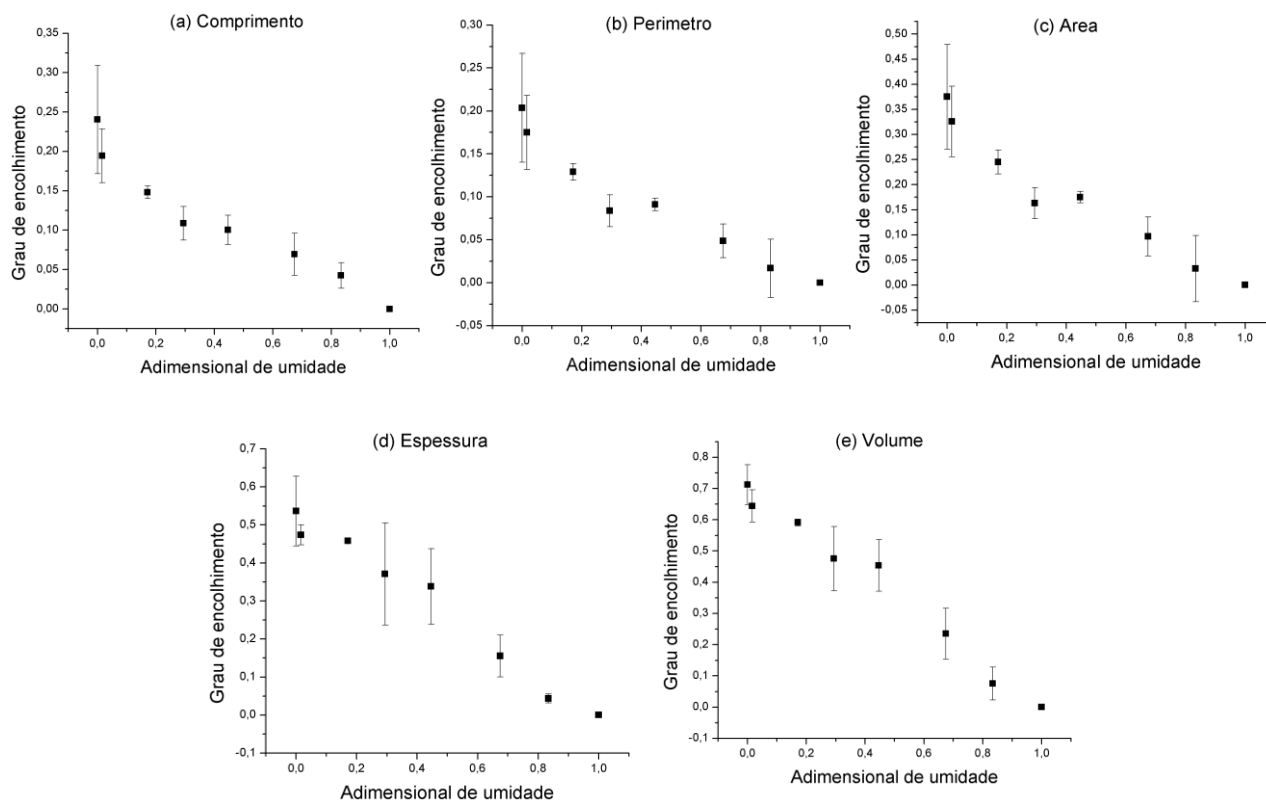 (a) Comprimento
0,35
0,30
0,25
0,20
0,15
0,10
0,05
0,00
Grau de encolhimento
0,0 0,2 0,4 0,6 0,8 1,0
Adimensional de umidade
(b) Perimetro
0,30
0,25
0,20
0,15
0,10
0,05
0,00
-0,05
Grau de encolhimento
0,0 0,2 0,4 0,6 0,8 1,0
Adimensional de umidade
(c) Area
0,50
0,45
0,40
0,35
0,30
0,25
0,20
0,15
0,10
0,05
0,00
-0,05
Grau de encolhimento
0,0 0,2 0,4 0,6 0,8 1,0
Adimensional de umidade
(d) Espessura
0,7
0,6
0,5
0,4
0,3
0,2
0,1
0,0
-0,1
Grau de encolhimento
0,0 0,2 0,4 0,6 0,8 1,0
Adimensional de umidade
(e) Volume
0,8
0,7
0,6
0,5
0,4
0,3
0,2
0,1
0,0
-0,1
Grau de encolhimento
0,0 0,2 0,4 0,6 0,8 1,0
Adimensional de umidade